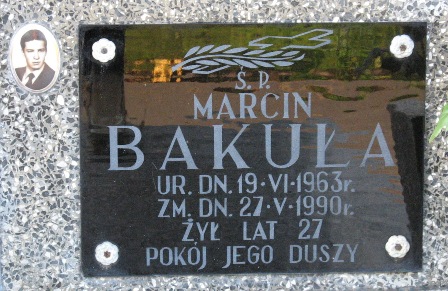 Ś. P.
MARCIN
BAKUŁA
UR. DN. 19·VI·1963r.
ZM. DN. 27·V·1990r.
ŻYŁ LAT 27
POKÓJ JEGO DUSZY